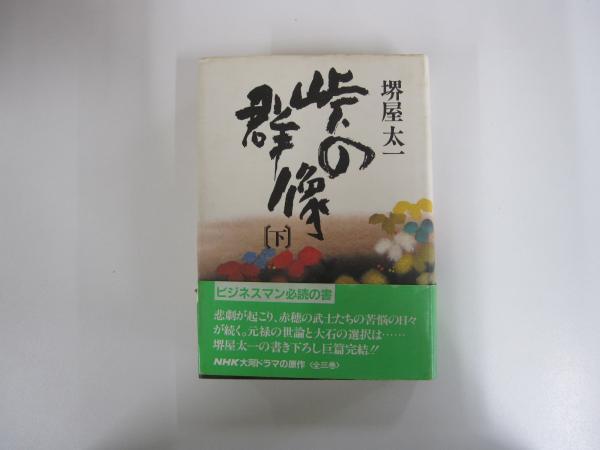 堺屋太一
峠の
群像
[下]
ビジネスマン必読の書
悲劇が起こり、赤穂の武士たちの苦悩の日々
が続く。元禄の世論と大石の選択は……
堺屋太一の書き下ろし巨篇完結!!
NHK大河ドラマの原作〈全三巻〉